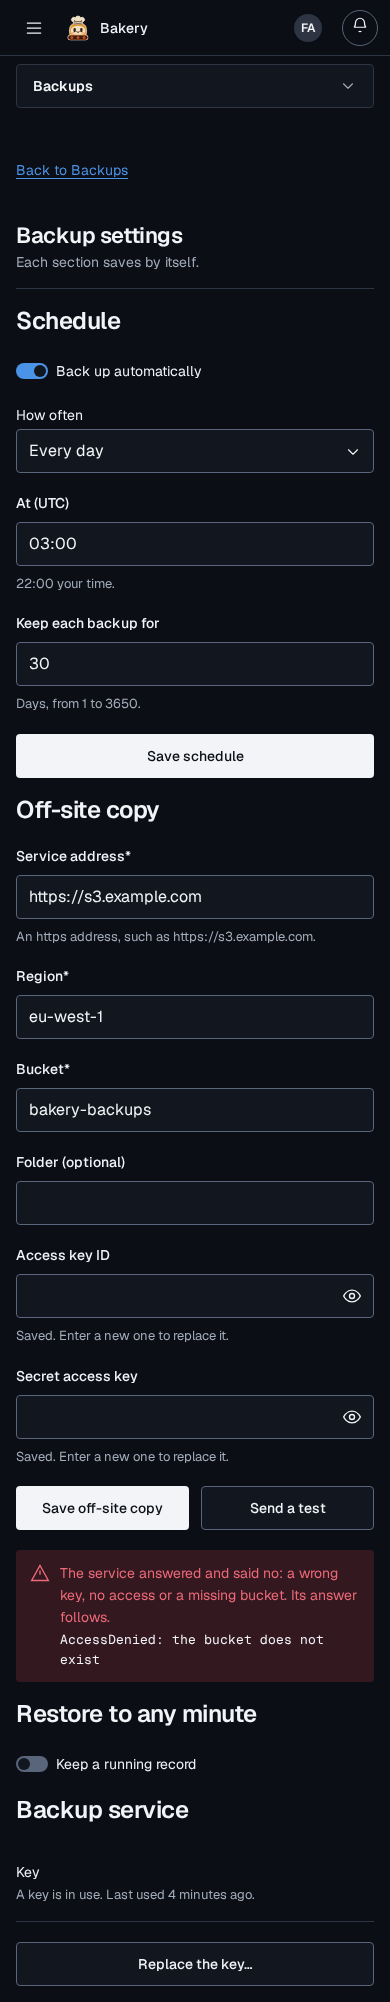 Bakery
FA
Backups
Back to Backups
Backup settings
Each section saves by itself.
Schedule
Back up automatically
How often
Every day
At (UTC)
03:00
22:00 your time.
Keep each backup for
30
Days, from 1 to 3650.
Save schedule
Off-site copy
Service address*
https://s3.example.com
An https address, such as https://s3.example.com.
Region*
eu-west-1
Bucket*
bakery-backups
Folder (optional)
Access key ID
Saved. Enter a new one to replace it.
Secret access key
Saved. Enter a new one to replace it.
Save off-site copy
Send a test
The service answered and said no: a wrong
key, no access or a missing bucket. Its answer
follows.
AccessDenied: the bucket does not
exist
Restore to any minute
Keep a running record
Backup service
Key
A key is in use. Last used 4 minutes ago.
Replace the key...